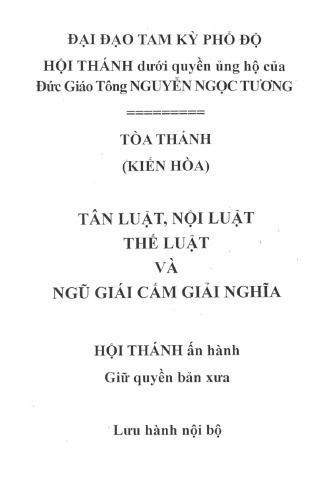 ĐẠI ĐẠO TAM KỲ PHỔ ĐỘ
HỘI THÁNH dưới quyền ủng hộ của
Đức Giáo Tông NGUYỄN NGỌC TƯƠNG
=========
TÒA THÁNH
(KIẾN HÒA)
TÂN LUẬT, NỘI LUẬT
THẾ LUẬT
VÀ
NGŨ GIÁI CẤM GIẢI NGHĨA
HỘI THÁNH ấn hành
Giữ quyền bản xưa
Lưu hành nội bộ